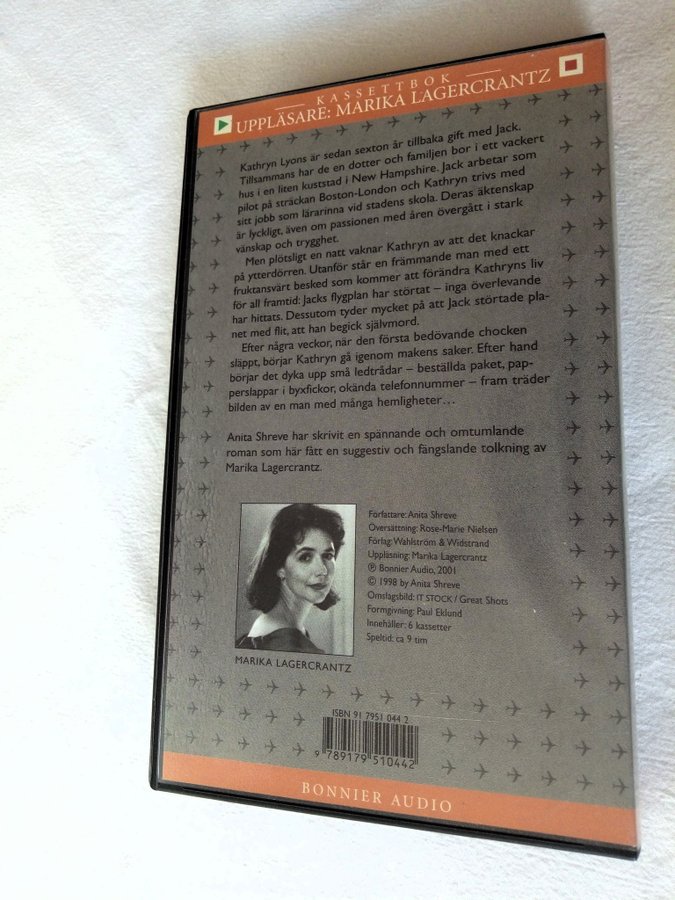 KASSETTBOK
UPPLÄSARE: MARIKA LAGERCRANTZ
Kathryn Lyons är sedan sexton år tillbaka gift med Jack.
Tillsammans har de en dotter och familjen bor i ett vackert
hus i en liten kuststad i New Hampshire. Jack arbetar som
pilot på sträckan Boston-London och Kathryn trivs med
sitt jobb som lärarinna vid stadens skola. Deras äktenskap
är lyckligt, även om passionen med åren övergått i stark
vänskap och trygghet.
Men plötsligt en natt vaknar Kathryn av att det knackar
på ytterdörren. Utanför står en främmande man med ett
fruktansvärt besked som kommer att förändra Kathryns liv
för all framtid: Jacks flygplan har störtat – inga överlevande
har hittats. Dessutom tyder mycket på att Jack störtade pla-
net med flit, att han begick självmord.
Efter några veckor, när den första bedövande chocken
släppt, börjar Kathryn gå igenom makens saker. Efter hand
börjar det dyka upp små ledtrådar – beställda paket, pap-
perslappar i byxfickor, okända telefonnummer – fram träder
bilden av en man med många hemligheter…
Anita Shreve har skrivit en spännande och omtumlande
roman som här fått en suggestiv och fängslande tolkning av
Marika Lagercrantz.
Författare: Anita Shreve
Översättning: Rose-Marie Nielsen
Förlag: Wahlström & Widstrand
Uppläsning: Marika Lagercrantz
℗ Bonnier Audio, 2001
© 1998 by Anita Shreve
Omslagsbild: IT STOCK / Great Shots
Formgivning: Paul Eklund
Innehåller: 6 kassetter
Speltid: ca 9 tim
MARIKA LAGERCRANTZ
ISBN 91 7951 044 2
9 789179 510442
BONNIER AUDIO